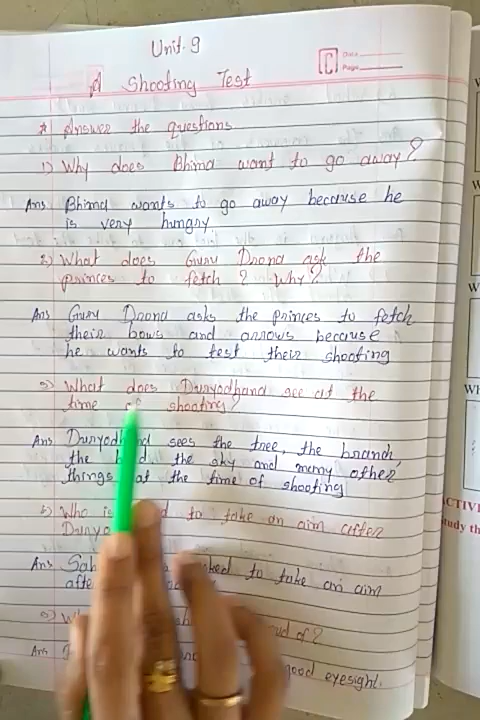 Unit-9
[C] Date
Page
A Shooting Test
* Answer the questions
1) Why does Bhima want to go away?
Ans Bhima wants to go away because he
is very hungry
2) What does Guru Drona ask the
princes to fetch? Why?
Ans Guru Drona asks the princes to fetch
their bows and arrows because
he wants to test their shooting
3) What does Duryodhana see at the
time shooting?
Ans sees the tree, the branch,
the the sky and many other
things at the time of shooting
Who to take an aim after
Ans to take an aim
5) of?
Ans good eyesight.